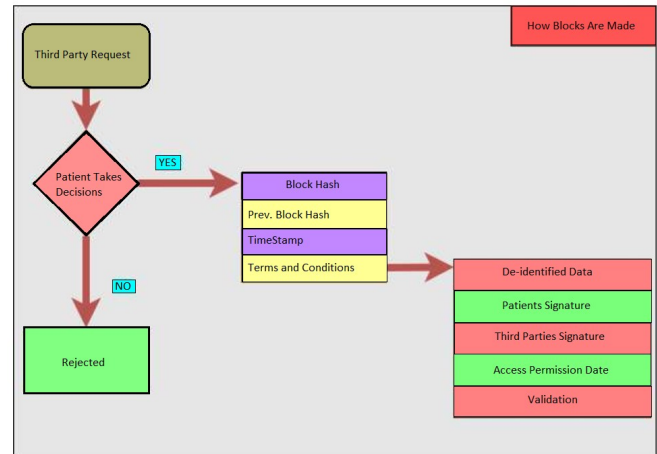 How Blocks Are Made
Third Party Request
Patient Takes
Decisions
YES
NO
Rejected
Block Hash
Prev. Block Hash
TimeStamp
Terms and Conditions
De-identified Data
Patients Signature
Third Parties Signature
Access Permission Date
Validation